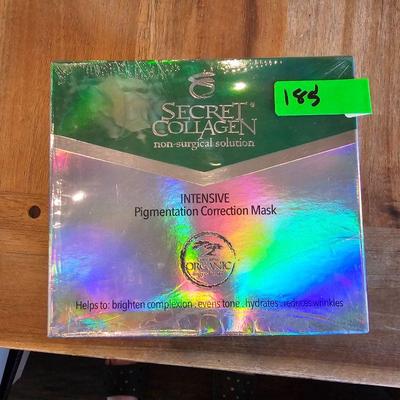 185
SECRET
COLLAGEN
non-surgical solution
INTENSIVE
Pigmentation Correction Mask
ORGANIC
Helps to: brighten complexion . evens tone . hydrates . reduces wrinkles